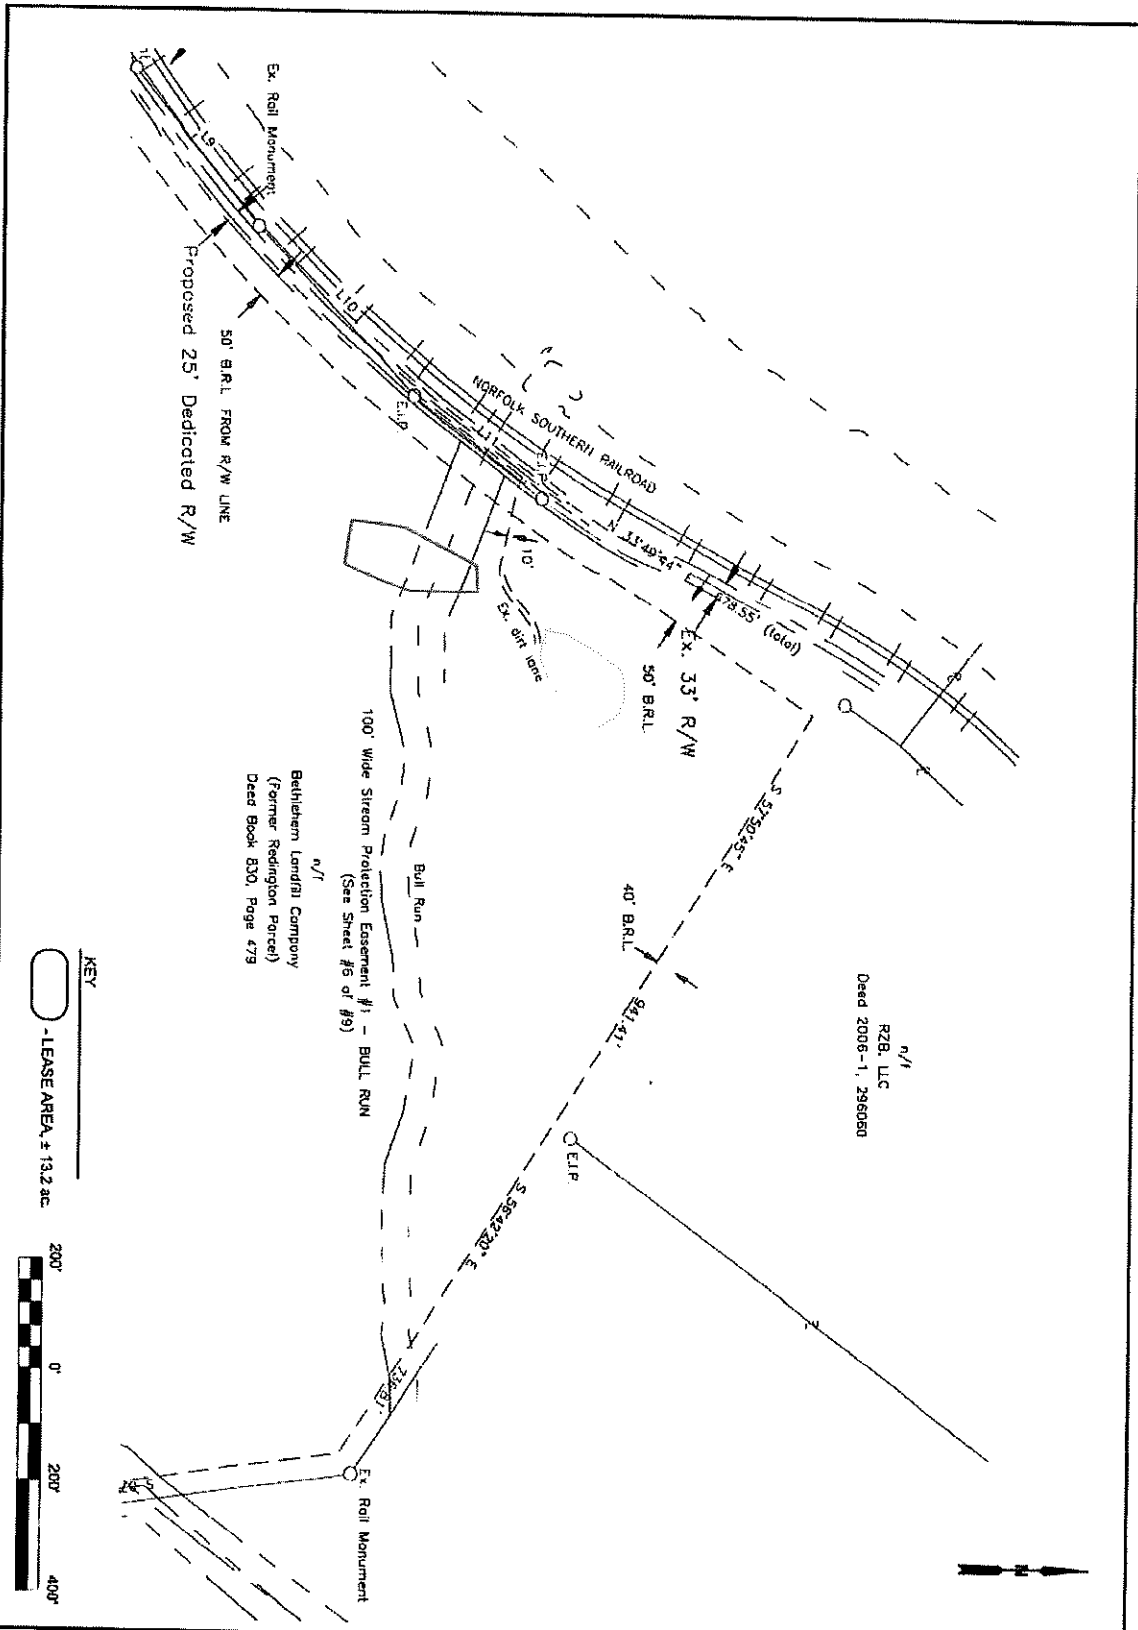 Ex. Rail Monument
L9
Proposed 25' Dedicated R/W
50' B.R.L. FROM R/W LINE
L10
E.I.P.
NORFOLK SOUTHERN RAILROAD
L11
E.I.P.
N 33°49'44" E
678.55' (total)
10'
Ex. dirt lane
Ex. 33' R/W
50' B.R.L.
S 57°50'45" E
941.41'
40' B.R.L.
n/f
RZB, LLC
Deed 2006-1, 296060
E.I.P.
S 56°42'20" E
Bull Run
100' Wide Stream Protection Easement #1 - BULL RUN
(See Sheet #6 of #9)
n/f
Bethlehem Landfill Company
(Former Redington Parcel)
Deed Book 830, Page 479
Ex. Rail Monument
N
KEY
- LEASE AREA, ± 13.2 ac.
200' 0' 200' 400'